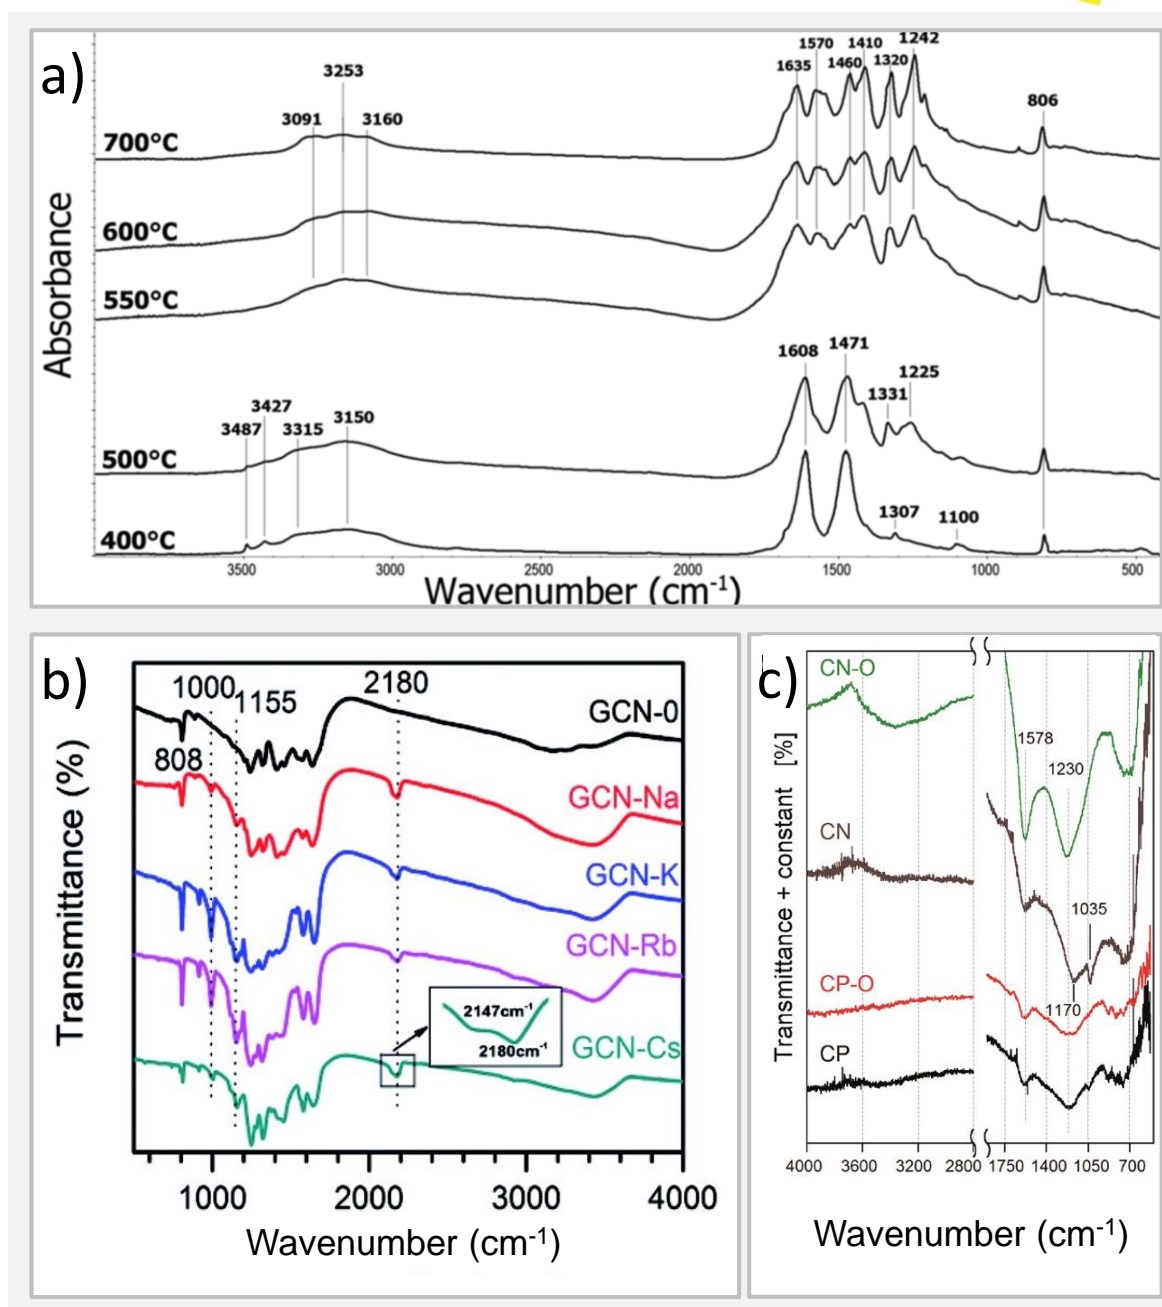 a)
Absorbance
1570 1410 1242
1635 1460 1320
3253
3091 3160
806
700°C
600°C
550°C
1608 1471
1225
1331
3427
3487 3315 3150
500°C
1307 1100
400°C
3500 3000 2500 2000 1500 1000 500
Wavenumber (cm-1)
b)
Transmittance (%)
1000 1155 2180
GCN-0
808
GCN-Na
GCN-K
GCN-Rb
2147cm-1
2180cm-1
GCN-Cs
1000 2000 3000 4000
Wavenumber (cm-1)
c)
Transmittance + constant [%]
CN-O
1578
1230
CN
1035
CP-O
1170
CP
4000 3600 3200 2800 1750 1400 1050 700
Wavenumber (cm-1)